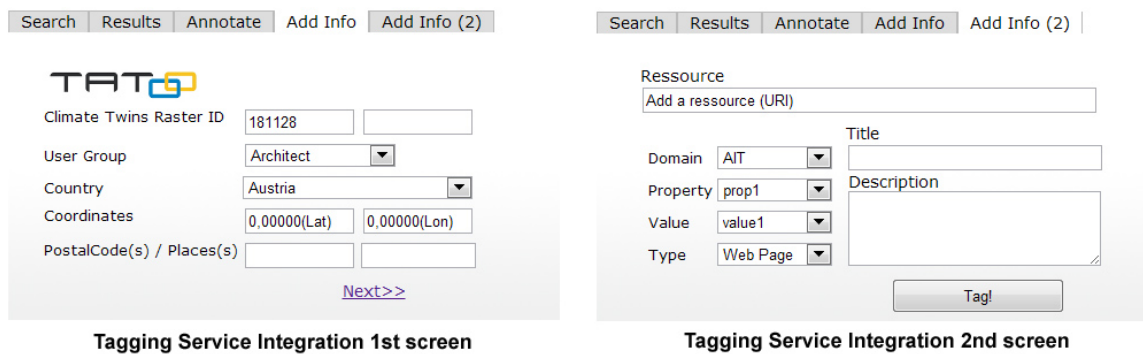 Search Results Annotate Add Info Add Info (2)
TATOO
Climate Twins Raster ID 181128
User Group Architect
Country Austria
Coordinates 0,00000(Lat) 0,00000(Lon)
PostalCode(s) / Places(s)
Next>>
Tagging Service Integration 1st screen
Search Results Annotate Add Info Add Info (2)
Ressource
Add a ressource (URI)
Title
Domain AIT
Property prop1
Description
Value value1
Type Web Page
Tag!
Tagging Service Integration 2nd screen